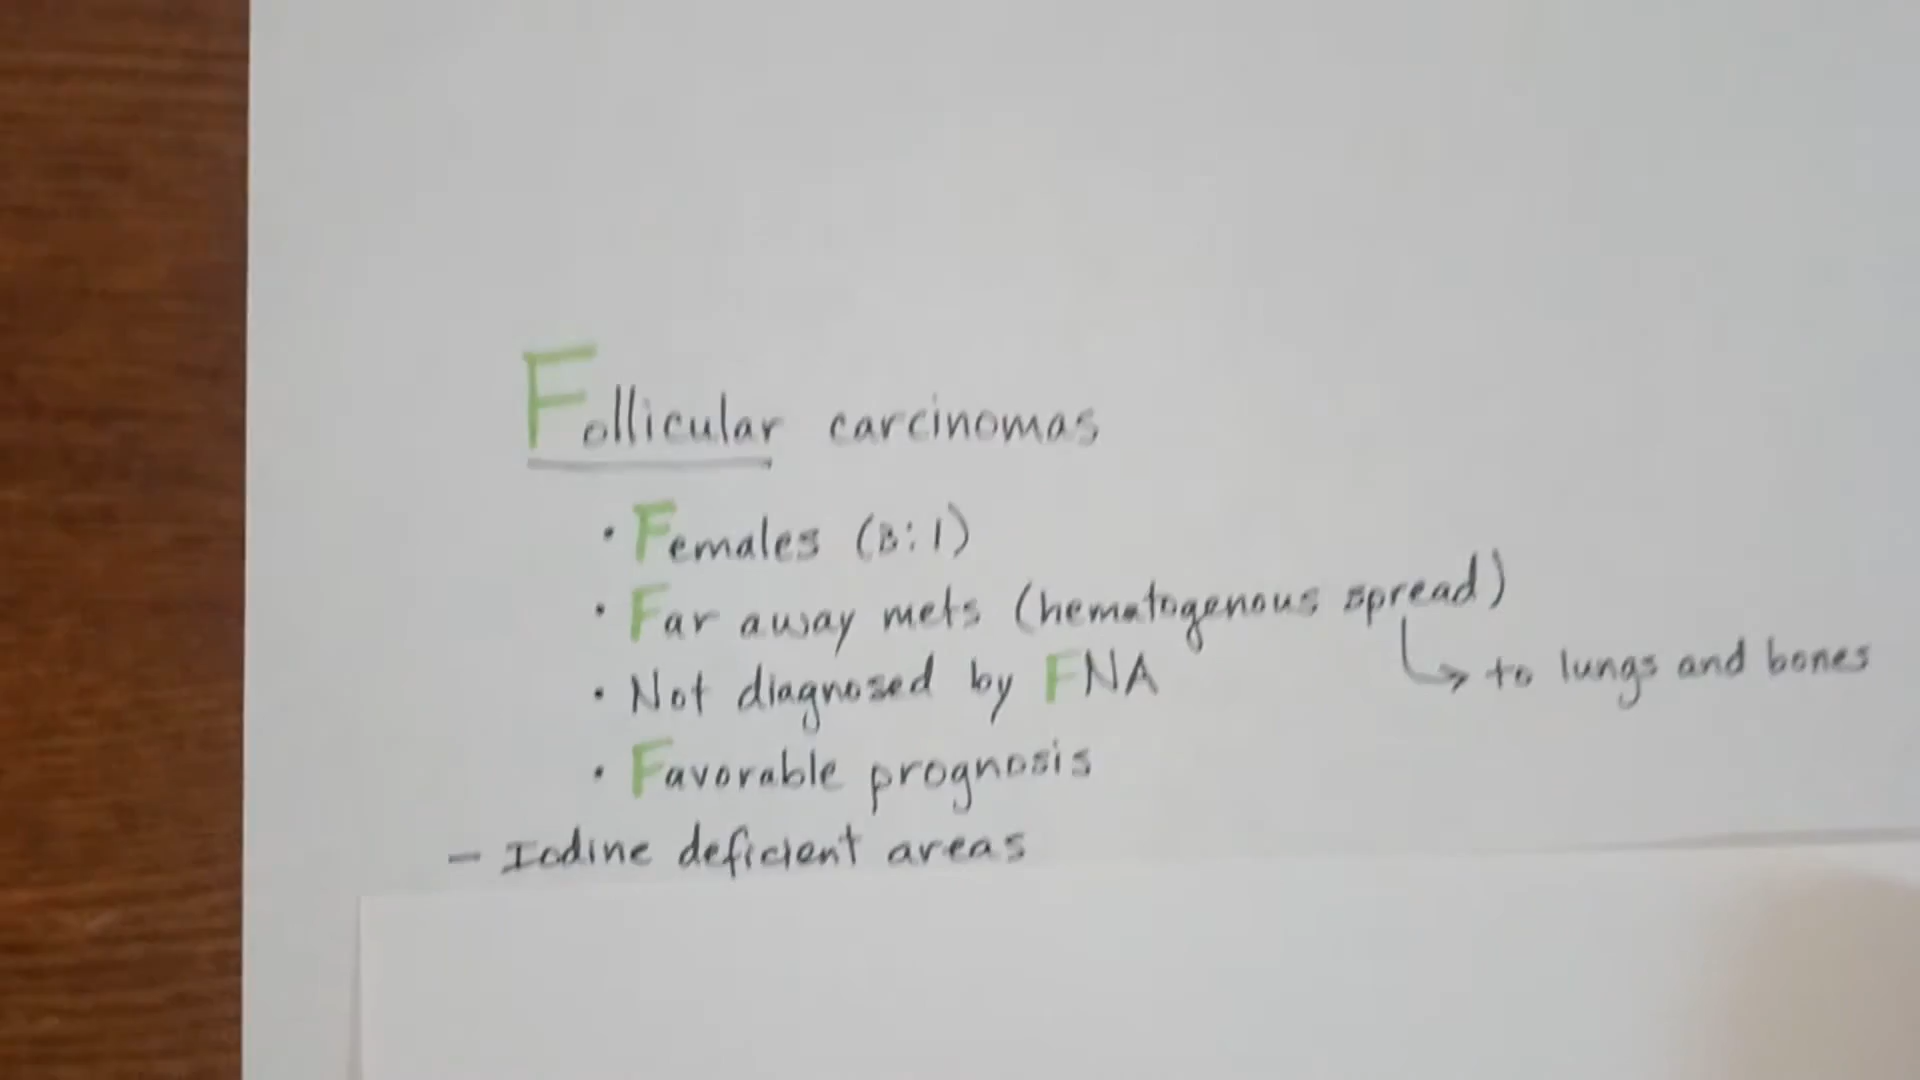 Follicular carcinomas
• Females (3:1)
• Far away mets (hematogenous spread)
→ to lungs and bones
• Not diagnosed by FNA
• Favorable prognosis
- Iodine deficient areas